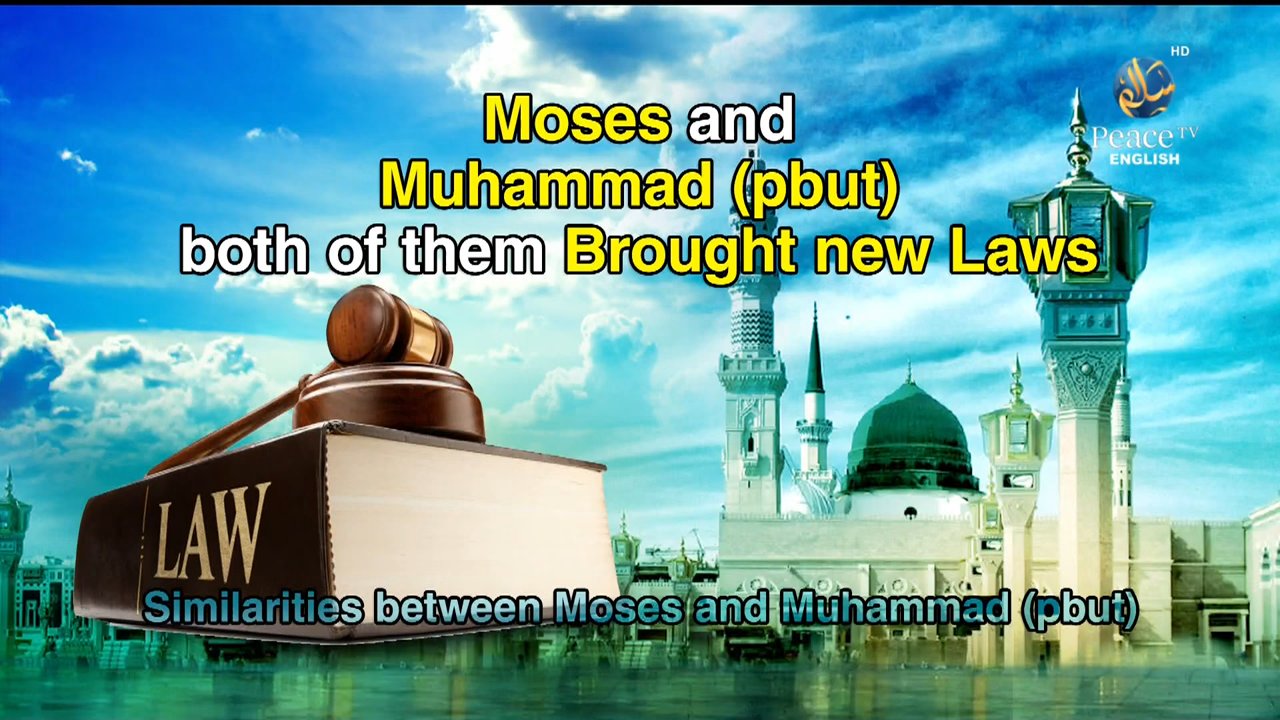 HD
سلام
Peace TV
ENGLISH
Moses and
Muhammad (pbut)
both of them Brought new Laws
LAW
Similarities between Moses and Muhammad (pbut)